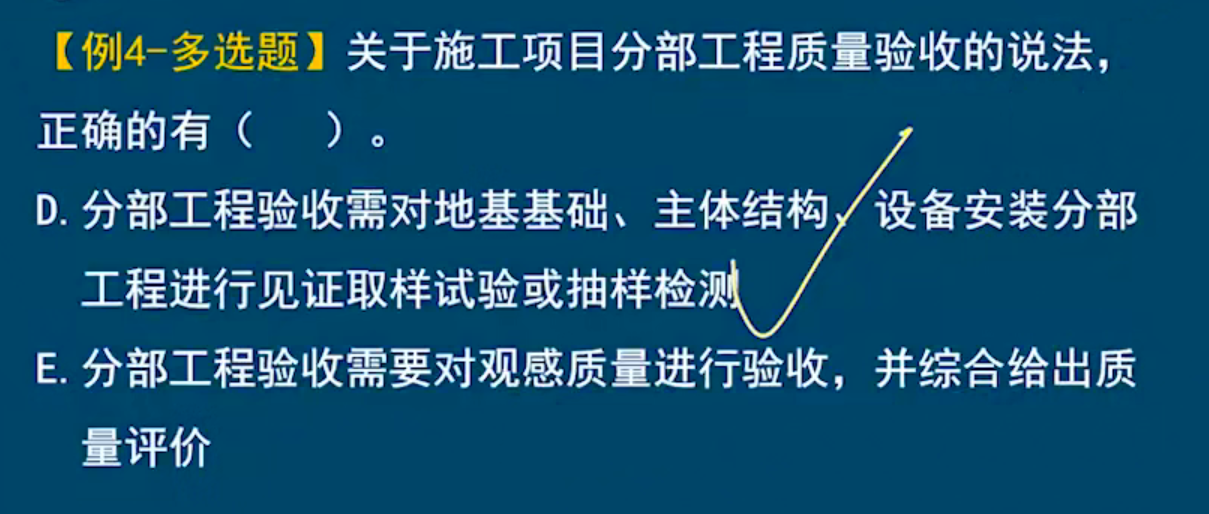 【例4-多选题】关于施工项目分部工程质量验收的说法，
正确的有（　　）。
D. 分部工程验收需对地基基础、主体结构、设备安装分部
工程进行见证取样试验或抽样检测
E. 分部工程验收需要对观感质量进行验收，并综合给出质
量评价